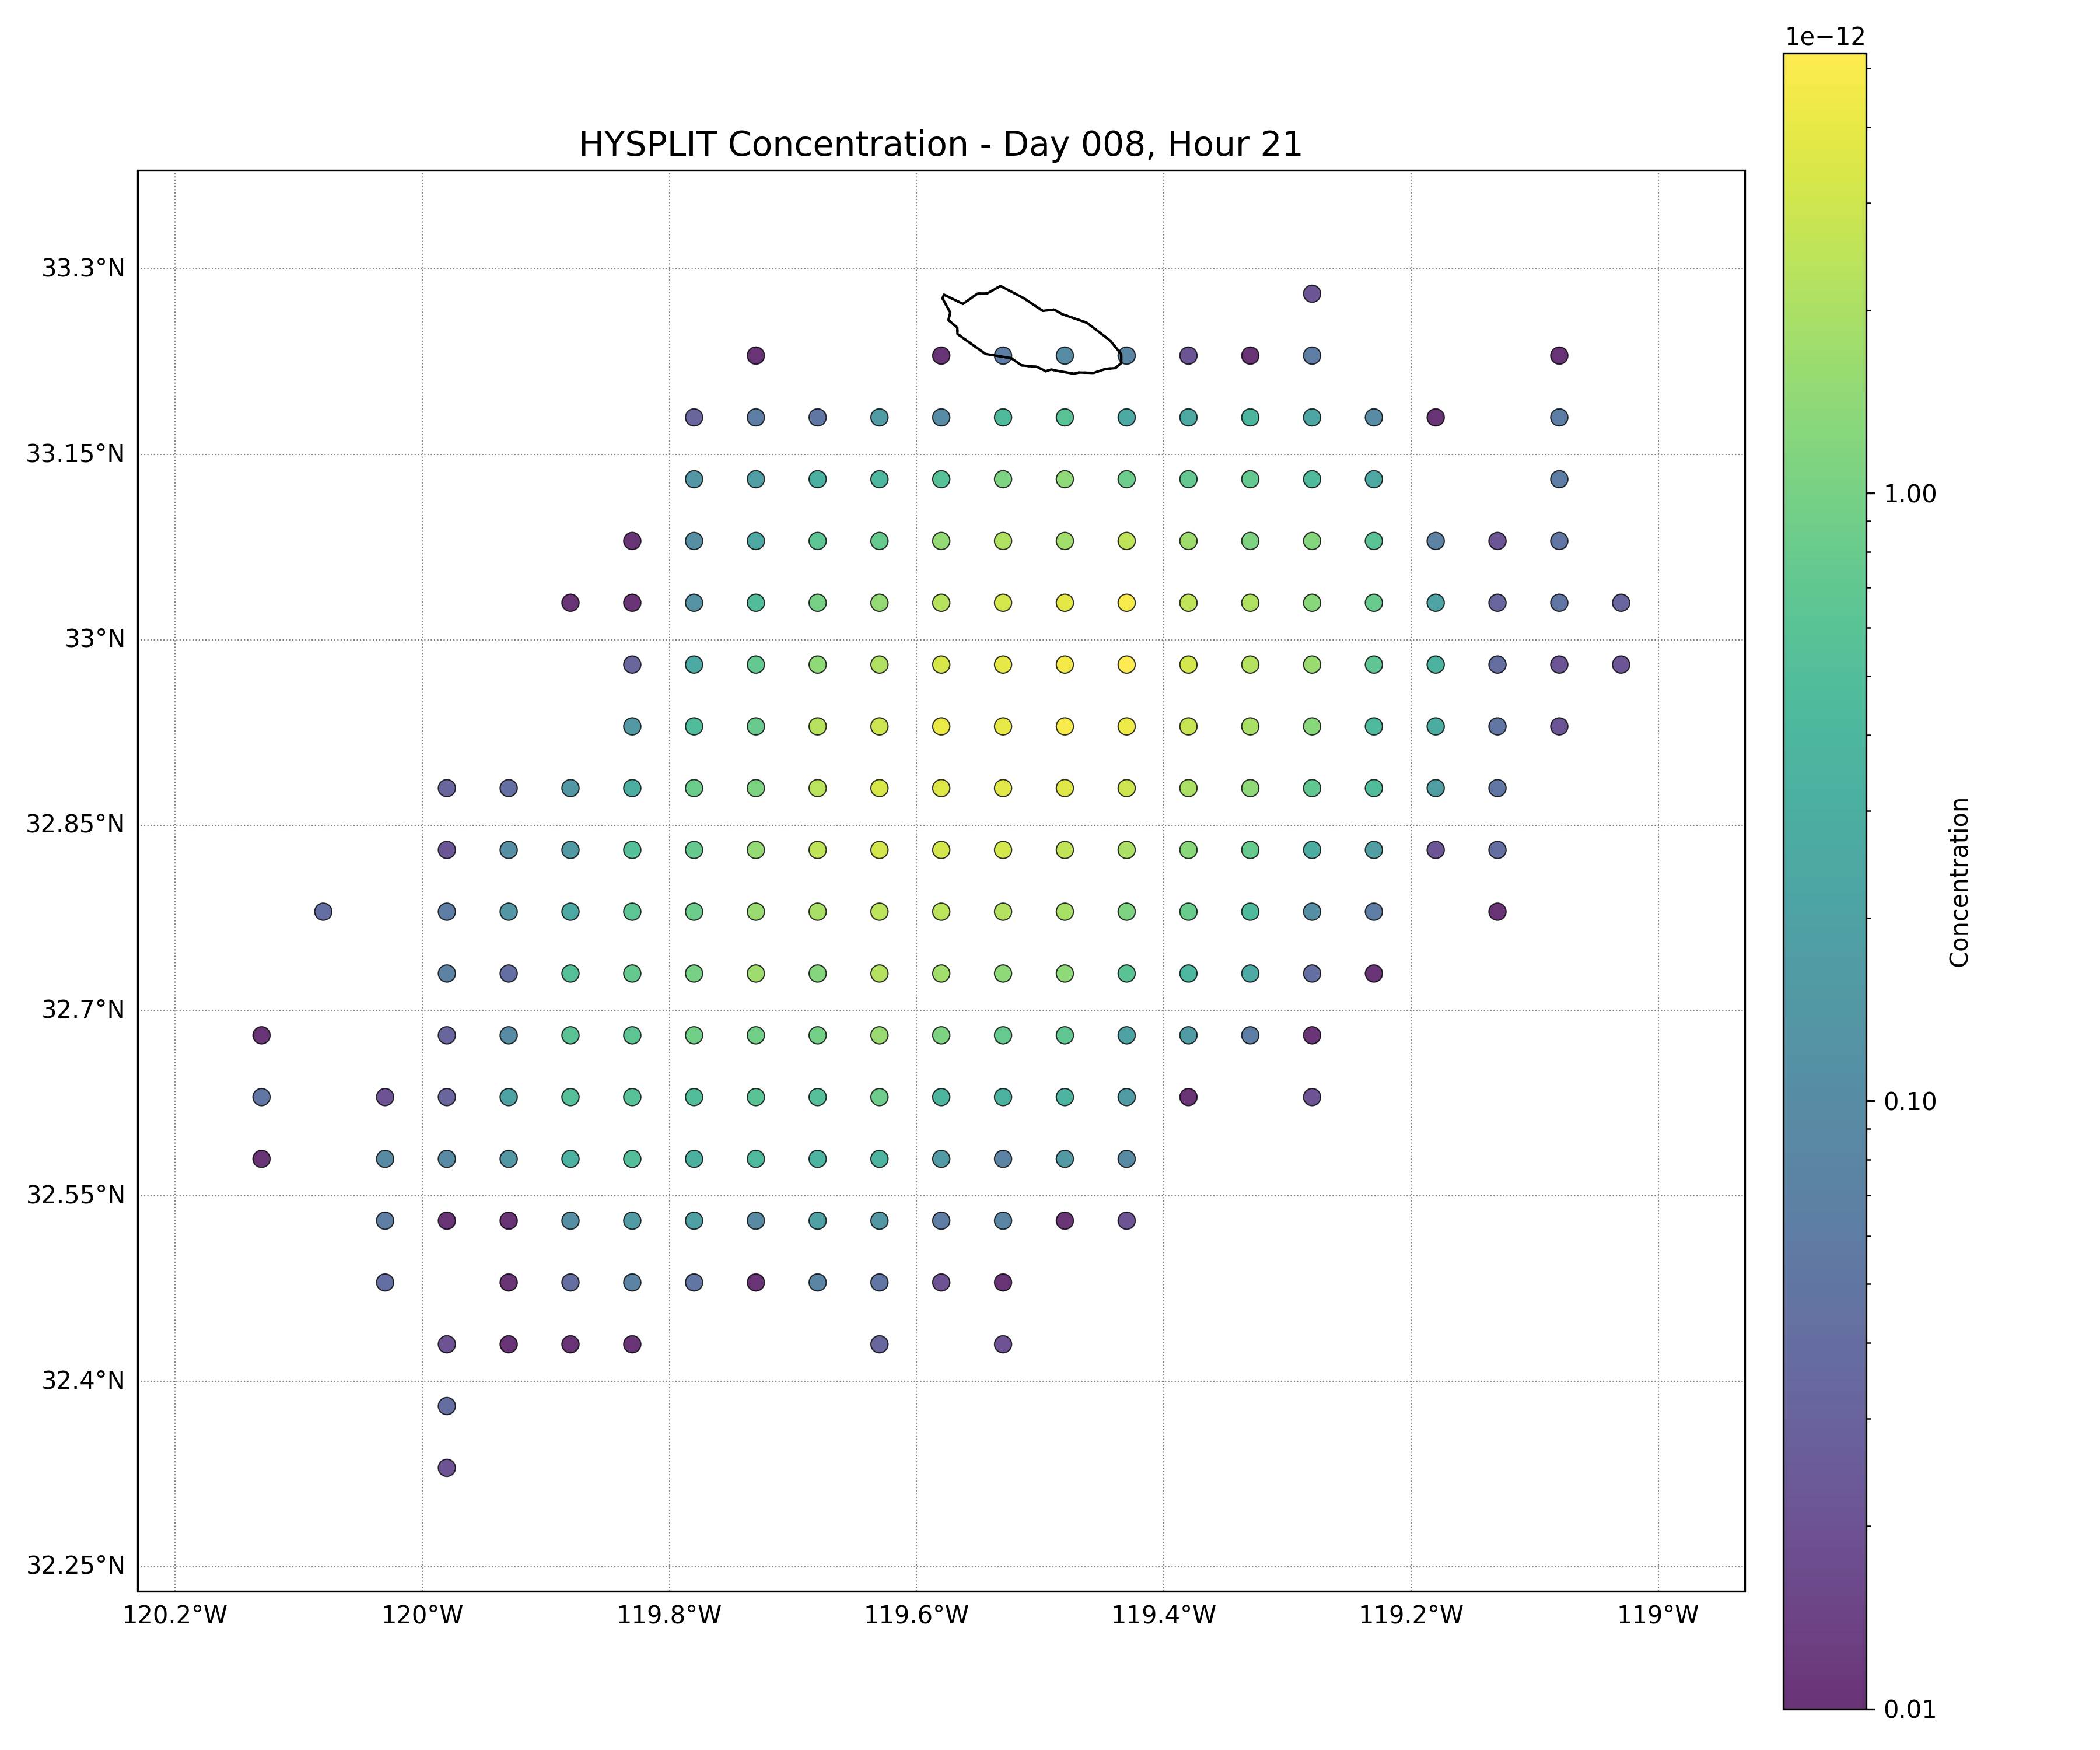 1e−12
HYSPLIT Concentration - Day 008, Hour 21
33.3°N
33.15°N
33°N
32.85°N
32.7°N
32.55°N
32.4°N
32.25°N
120.2°W
120°W
119.8°W
119.6°W
119.4°W
119.2°W
119°W
1.00
0.10
0.01
Concentration